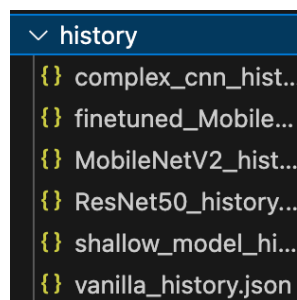 history
{} complex_cnn_hist...
{} finetuned_Mobile...
{} MobileNetV2_hist...
{} ResNet50_history...
{} shallow_model_hi...
{} vanilla_history.json